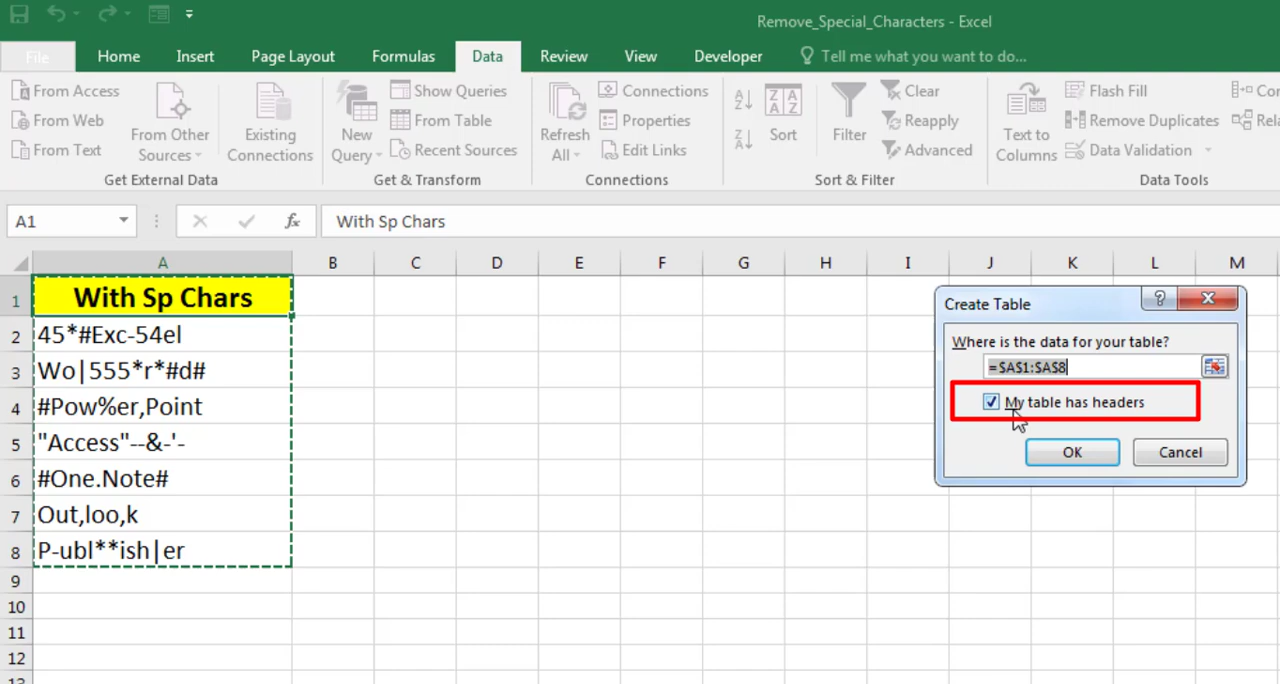 Remove_Special_Characters - Excel
File Home Insert Page Layout Formulas Data Review View Developer Tell me what you want to do...
From Access
From Web
From Text
From Other
Sources
Existing
Connections
Get External Data
New
Query
Show Queries
From Table
Recent Sources
Get & Transform
Refresh
All
Connections
Properties
Edit Links
Connections
A
Z
Z
A
Z A
A Z
Sort
Filter
Clear
Reapply
Advanced
Sort & Filter
Text to
Columns
Flash Fill
Remove Duplicates
Data Validation
Data Tools
Con
Rela
A1 fx With Sp Chars
A B C D E F G H I J K L M
1 With Sp Chars
2 45*#Exc-54el
3 Wo|555*r*#d#
4 #Pow%er,Point
5 "Access"--&-'-
6 #One.Note#
7 Out,loo,k
8 P-ubl**ish|er
9
10
11
12
13
Create Table
?
Where is the data for your table?
=$A$1:$A$8
My table has headers
OK Cancel